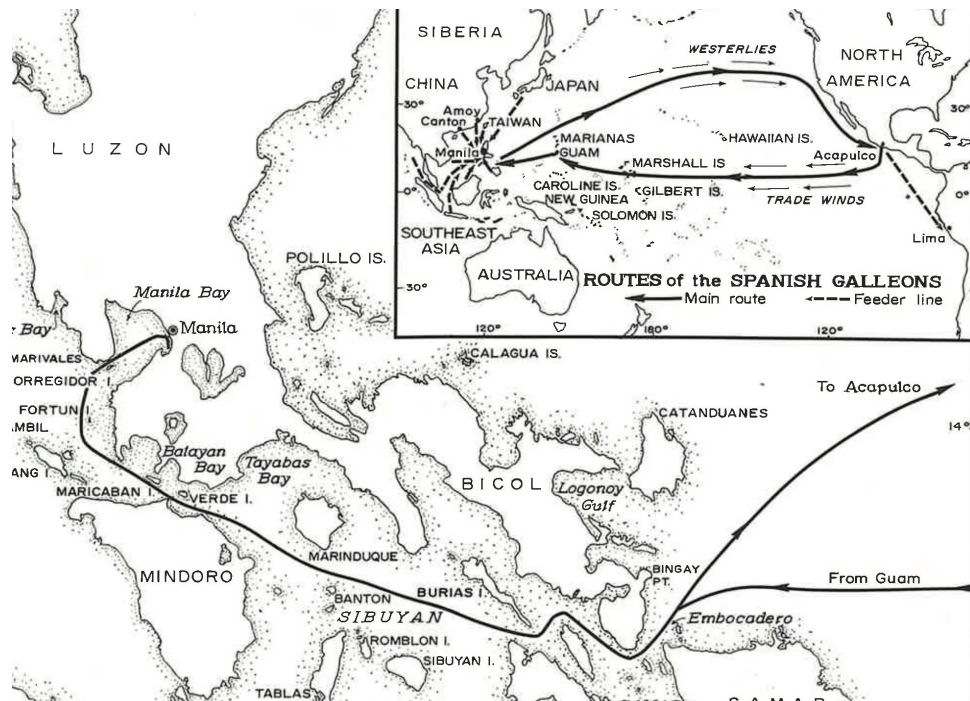 SIBERIA
WESTERLIES
NORTH
AMERICA
CHINA
JAPAN
30°
Amoy
Canton
TAIWAN
Manila
MARIANAS
GUAM
HAWAIIAN IS.
Acapulco
MARSHALL IS
CAROLINE IS.
GILBERT IS.
NEW GUINEA
SOLOMON IS.
TRADE WINDS
0°
0°
SOUTHEAST
ASIA
Lima
AUSTRALIA
ROUTES of the SPANISH GALLEONS
Main route
Feeder line
30°
120°
180°
120°
LUZON
POLILLO IS.
Manila Bay
Manila
Bay
MARIVALES
ORREGIDOR I.
FORTUN I.
MBIL
ANG I.
CALAGUA IS.
To Acapulco
CATANDUANES
14°
Balayan
Bay
Tayabas
Bay
BICOL
Logonoy
Gulf
MARICABAN I.
VERDE I.
MARINDUQUE
MINDORO
BINGAY
PT.
From Guam
BANTON
BURIAS I.
SIBUYAN
Embocadero
ROMBLON I.
SIBUYAN I.
TABLAS
SAMAR